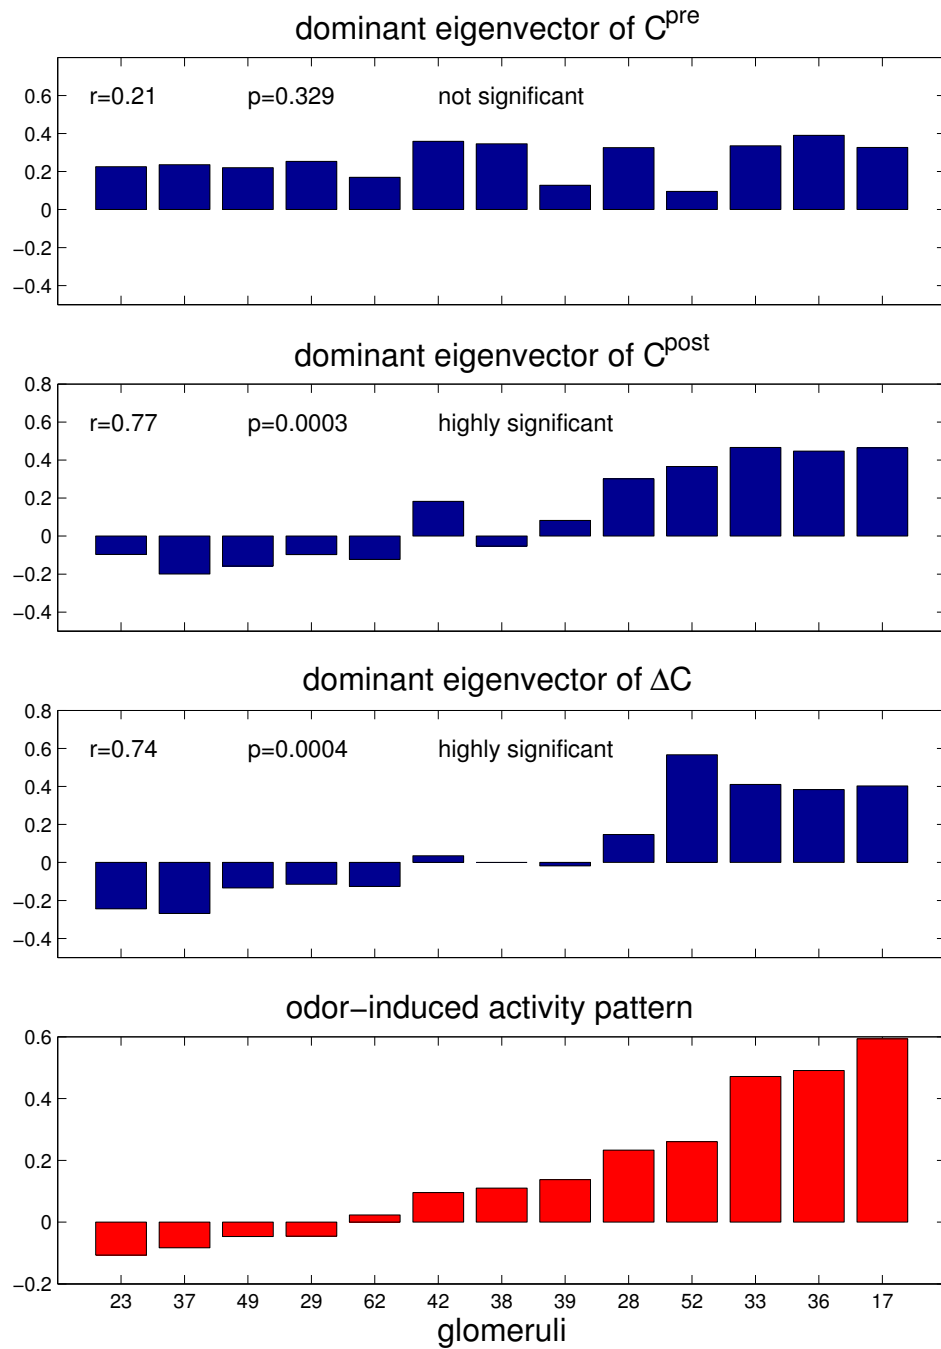 dominant eigenvector of C^pre
r=0.21 p=0.329 not significant
0.6
0.4
0.2
0
−0.2
−0.4
dominant eigenvector of C^post
0.8
r=0.77 p=0.0003 highly significant
0.6
0.4
0.2
0
−0.2
−0.4
dominant eigenvector of ΔC
0.8
r=0.74 p=0.0004 highly significant
0.6
0.4
0.2
0
−0.2
−0.4
odor−induced activity pattern
0.6
0.4
0.2
0
−0.2
23 37 49 29 62 42 38 39 28 52 33 36 17
glomeruli